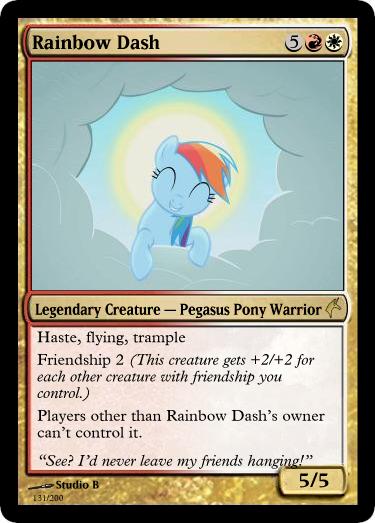 Rainbow Dash 5
Legendary Creature — Pegasus Pony Warrior
Haste, flying, trample
Friendship 2 (This creature gets +2/+2 for
each other creature with friendship you
control.)
Players other than Rainbow Dash's owner
can't control it.
"See? I'd never leave my friends hanging!"
5/5
Studio B
131/200